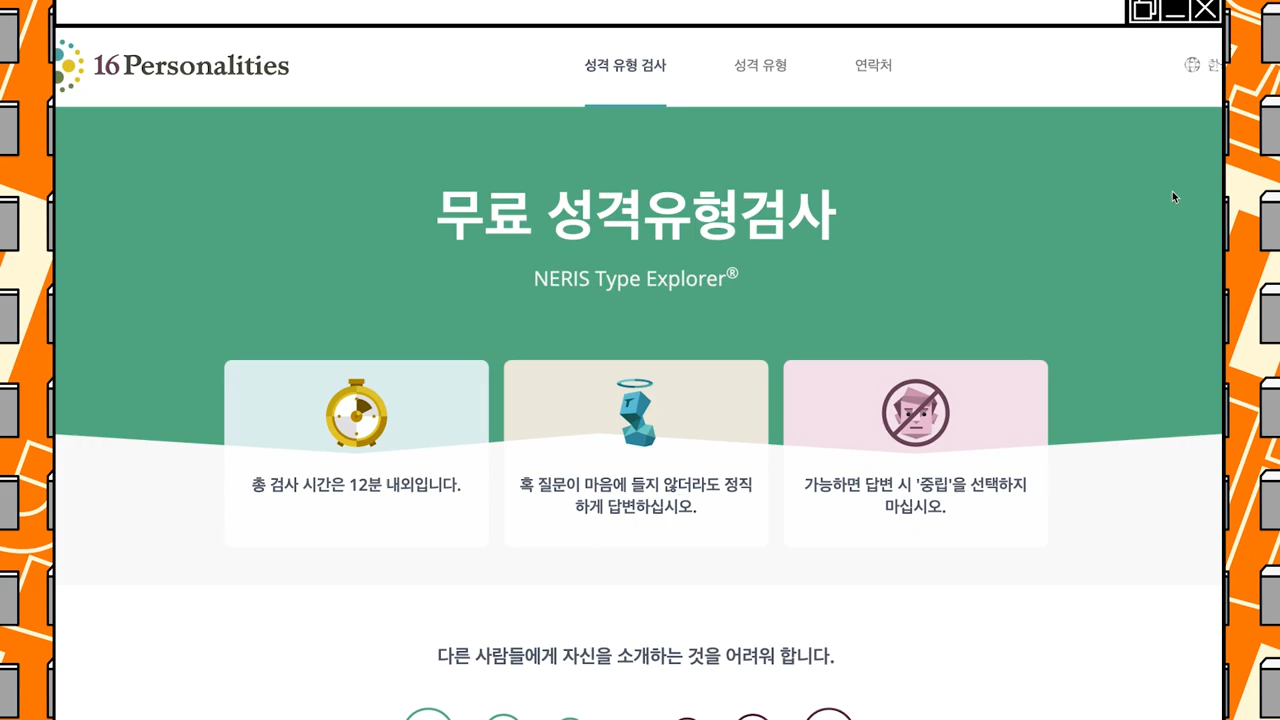 16Personalities
성격 유형 검사
성격 유형
연락처
무료 성격유형검사
NERIS Type Explorer®
총 검사 시간은 12분 내외입니다.
혹 질문이 마음에 들지 않더라도 정직
하게 답변하십시오.
가능하면 답변 시 '중립'을 선택하지
마십시오.
다른 사람들에게 자신을 소개하는 것을 어려워 합니다.